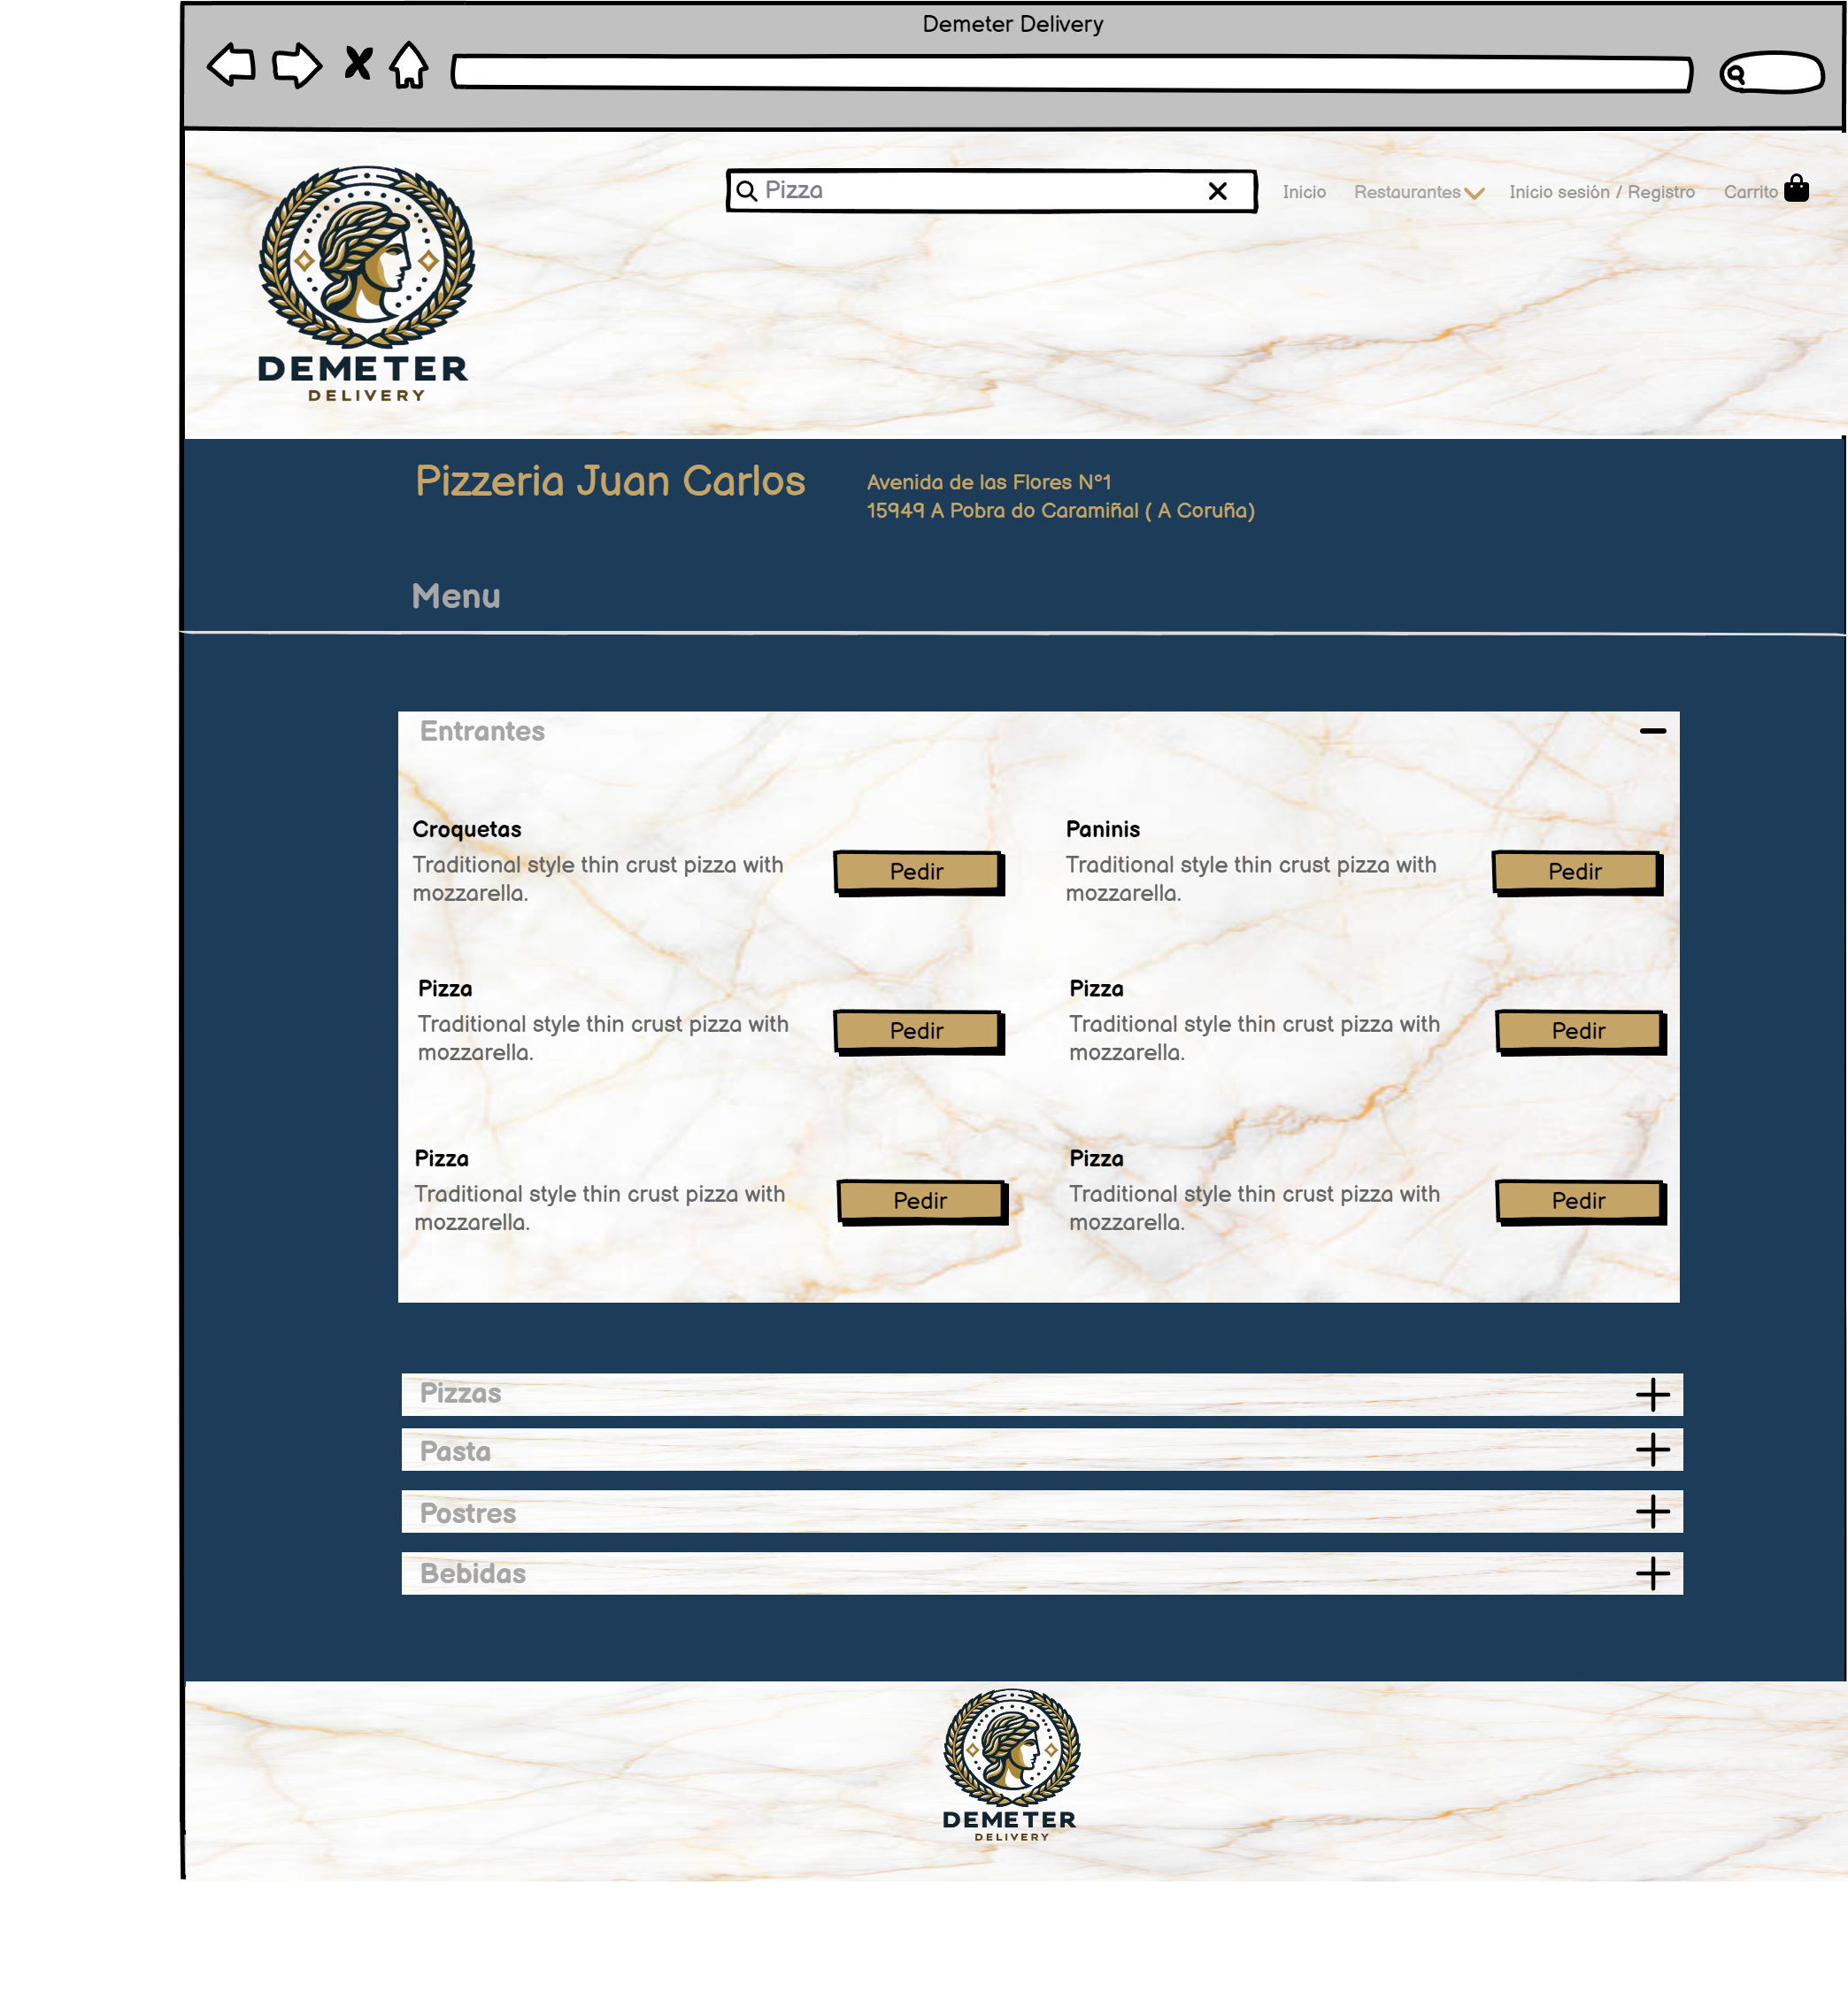 Demeter Delivery
Pizza
Inicio
Restaurantes
Inicio sesión / Registro
Carrito
DEMETER
DELIVERY
Pizzeria Juan Carlos
Avenida de las Flores Nº1
15949 A Pobra do Caramiñal ( A Coruña)
Menu
Entrantes
Croquetas
Traditional style thin crust pizza with
mozzarella.
Pedir
Paninis
Traditional style thin crust pizza with
mozzarella.
Pedir
Pizza
Traditional style thin crust pizza with
mozzarella.
Pedir
Pizza
Traditional style thin crust pizza with
mozzarella.
Pedir
Pizza
Traditional style thin crust pizza with
mozzarella.
Pedir
Pizza
Traditional style thin crust pizza with
mozzarella.
Pedir
Pizzas
Pasta
Postres
Bebidas
DEMETER
DELIVERY